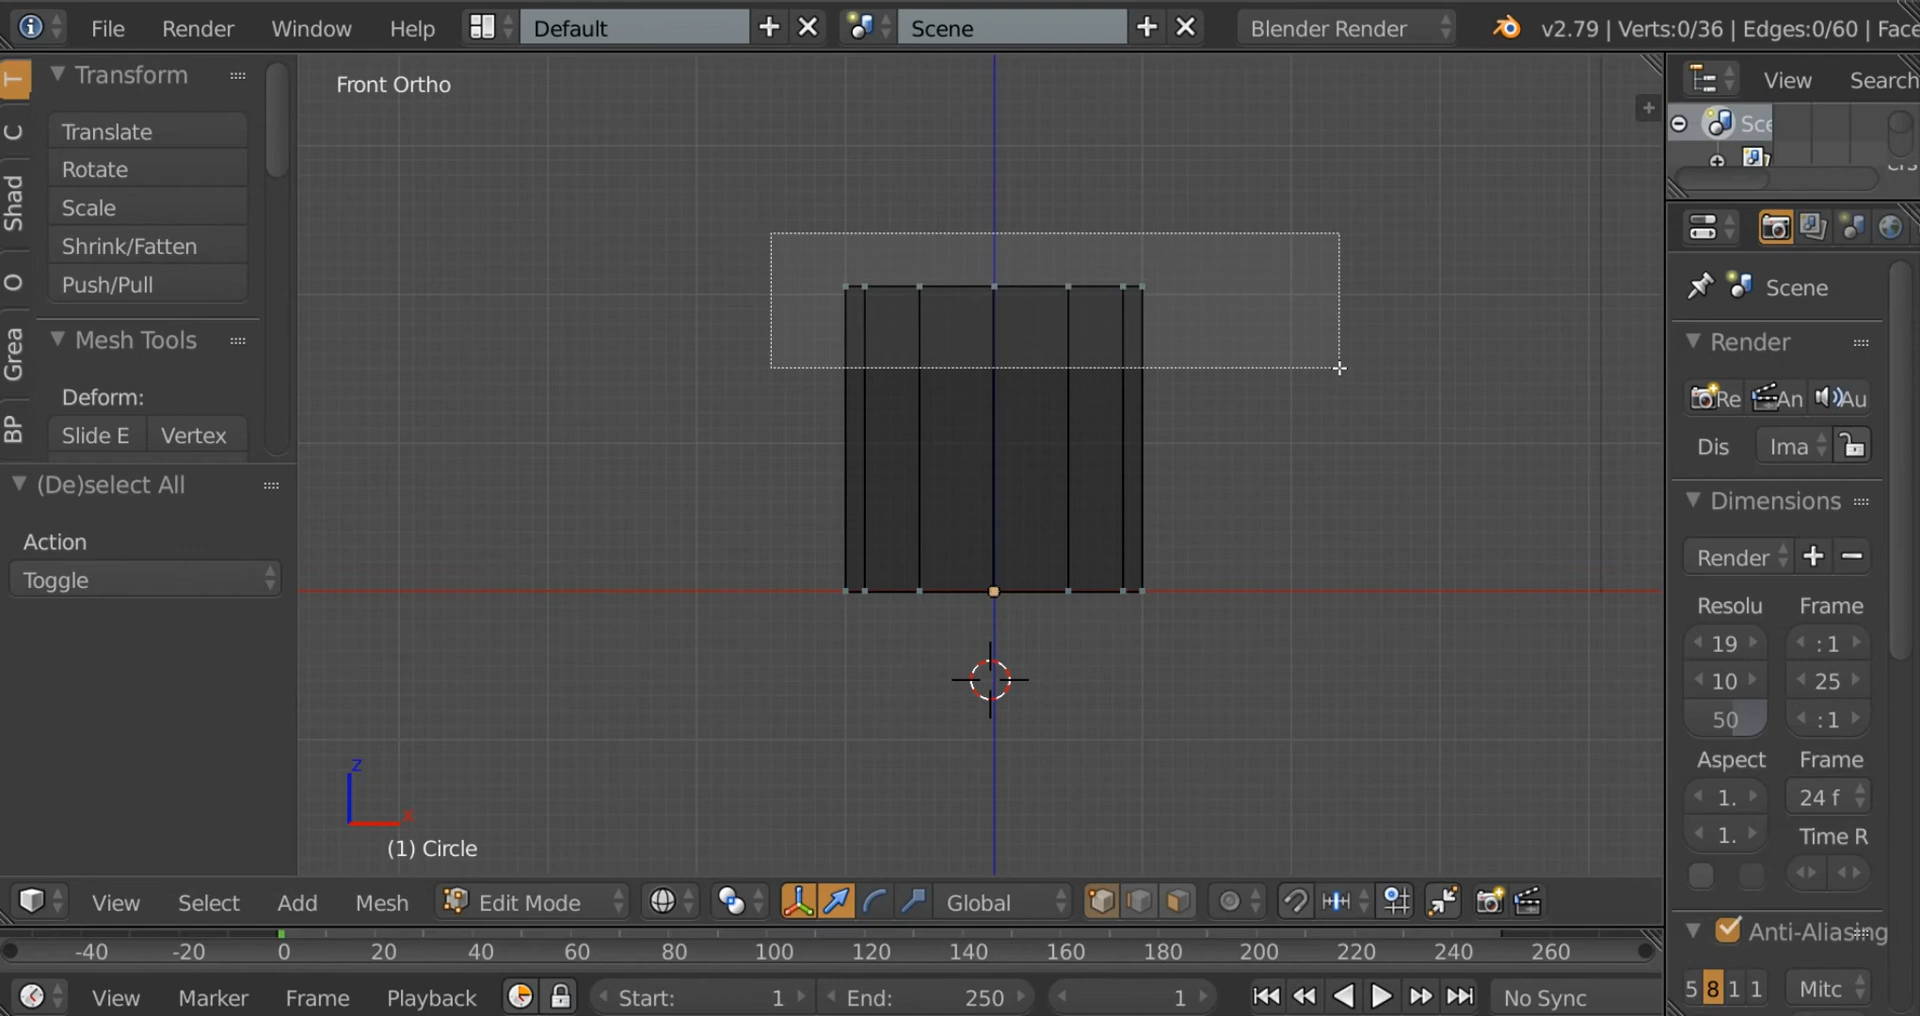 File Render Window Help Default Scene Blender Render v2.79 | Verts:0/36 | Edges:0/60 | Face
T
C
Shad
O
Grea
BP
Transform
Translate
Rotate
Scale
Shrink/Fatten
Push/Pull
Mesh Tools
Deform:
Slide E Vertex
(De)select All
Action
Toggle
Front Ortho
z
x
(1) Circle
View Search
Sce
Scene
Render
Re An Au
Dis Ima
Dimensions
Render
Resolu Frame
19 : 1
10 25
50 : 1
Aspect Frame
1. 24 f
1. Time R
Anti-Aliasing
5 8 1 1 Mitc
View Select Add Mesh Edit Mode Global
-40 -20 0 20 40 60 80 100 120 140 160 180 200 220 240 260
View Marker Frame Playback Start: 1 End: 250 1 No Sync